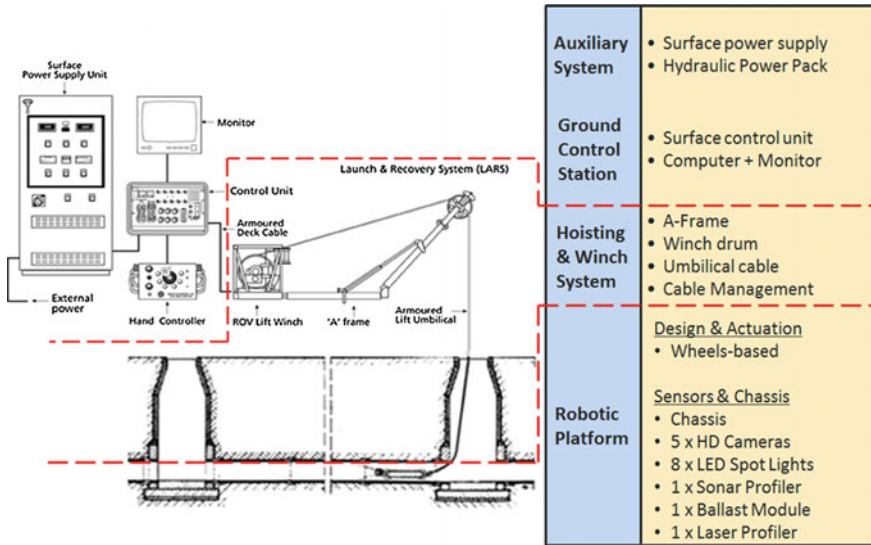 Surface
Power Supply Unit
Monitor
Control Unit
Armoured
Deck Cable
External
power
Hand Controller
Launch & Recovery System (LARS)
ROV Lift Winch
"A" frame
Armoured
Lift Umbilical
Auxiliary
System
• Surface power supply
• Hydraulic Power Pack
Ground
Control
Station
• Surface control unit
• Computer + Monitor
Hoisting
& Winch
System
• A-Frame
• Winch drum
• Umbilical cable
• Cable Management
Robotic
Platform
Design & Actuation
• Wheels-based
Sensors & Chassis
• Chassis
• 5 x HD Cameras
• 8 x LED Spot Lights
• 1 x Sonar Profiler
• 1 x Ballast Module
• 1 x Laser Profiler